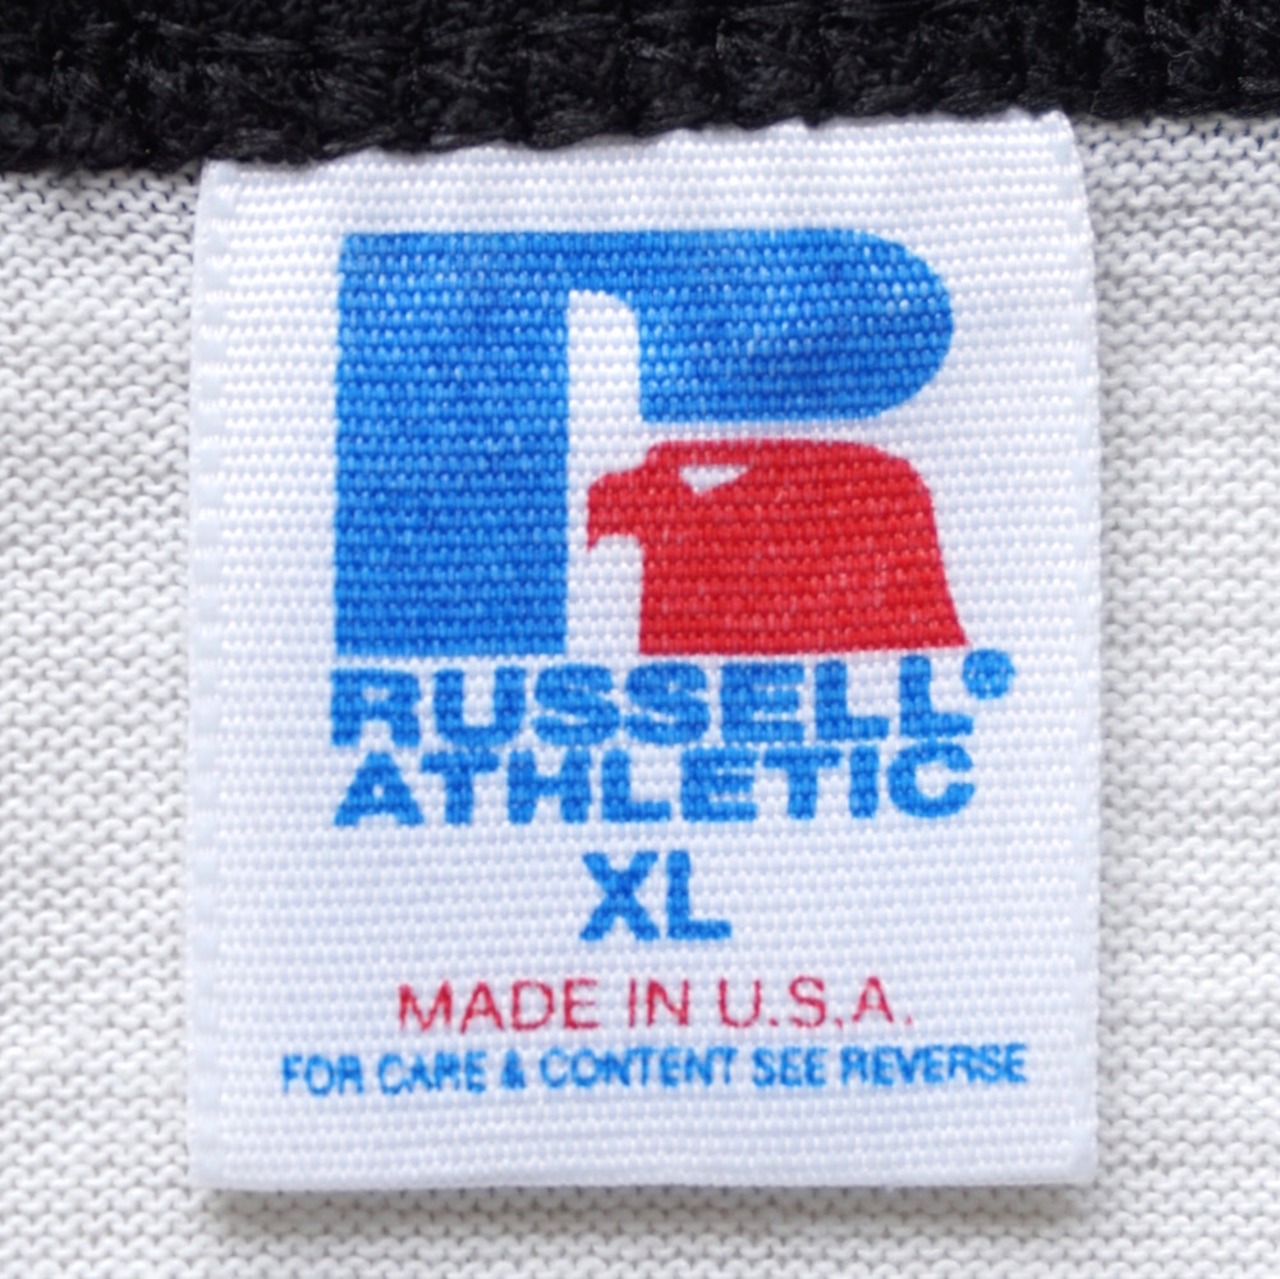 RUSSELL®
ATHLETIC
XL
MADE IN U.S.A.
FOR CARE & CONTENT SEE REVERSE